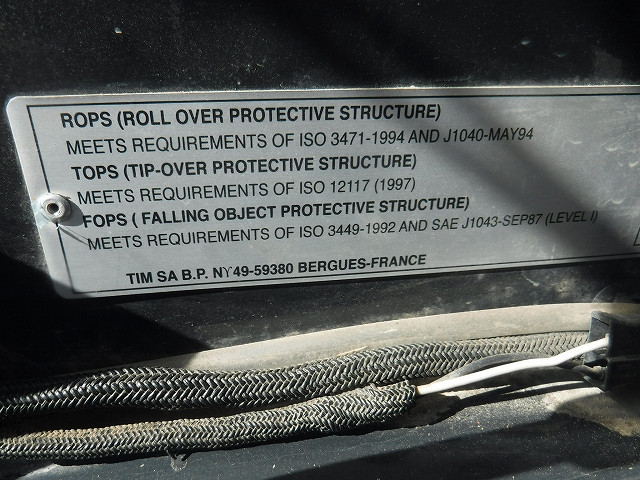 ROPS (ROLL OVER PROTECTIVE STRUCTURE)
MEETS REQUIREMENTS OF ISO 3471-1994 AND J1040-MAY94
TOPS (TIP-OVER PROTECTIVE STRUCTURE)
MEETS REQUIREMENTS OF ISO 12117 (1997)
FOPS ( FALLING OBJECT PROTECTIVE STRUCTURE)
MEETS REQUIREMENTS OF ISO 3449-1992 AND SAE J1043-SEP87 (LEVEL I)
TIM SA B.P. NY49-59380 BERGUES-FRANCE